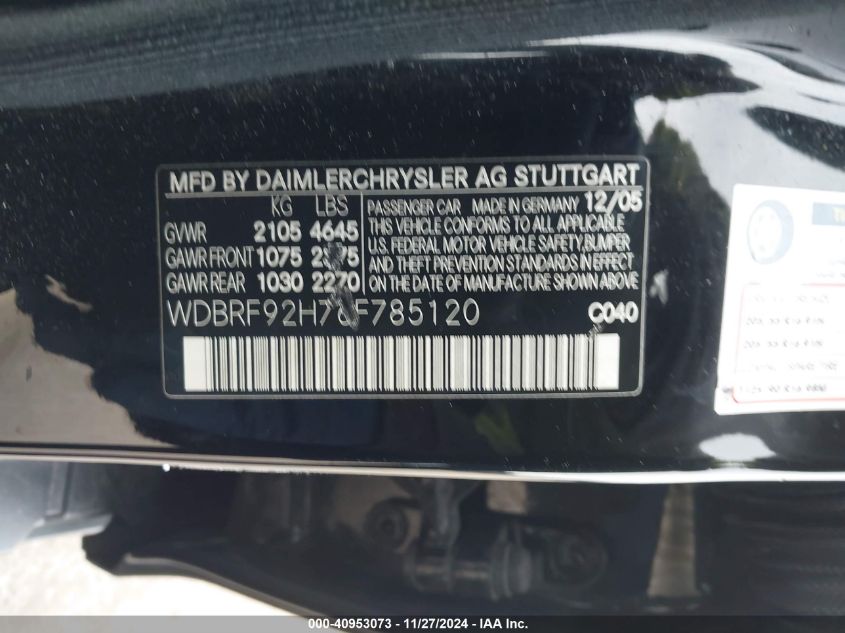 MFD BY DAIMLERCHRYSLER AG STUTTGART
KG LBS
GVWR 2105 4645
GAWR FRONT 1075
GAWR REAR 1030 2270
PASSENGER CAR MADE IN GERMANY 12/05
THIS VEHICLE CONFORMS TO ALL APPLICABLE
U.S. FEDERAL MOTOR VEHICLE SAFETY, BUMPER
AND THEFT PREVENTION STANDARDS IN EFFECT
ON THE DATE OF MANUFACTURE SHOWN ABOVE
WDBRF92H76F785120
C040
000-40953073 - 11/27/2024 - IAA Inc.